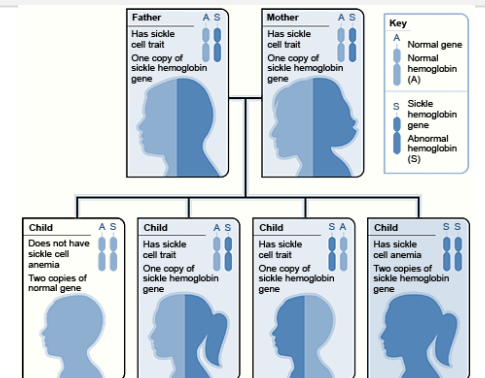 Father A S
Has sickle
cell trait
One copy of
sickle hemoglobin
gene
Mother A S
Has sickle
cell trait
One copy of
sickle hemoglobin
gene
Key
A
Normal gene
Normal
hemoglobin
(A)
S
Sickle
hemoglobin
gene
Abnormal
hemoglobin
(S)
Child A S
Does not have
sickle cell
anemia
Two copies of
normal gene
Child A S
Has sickle
cell trait
One copy of
sickle hemoglobin
gene
Child S A
Has sickle
cell trait
One copy of
sickle hemoglobin
gene
Child S S
Has sickle
cell anemia
Two copies of
sickle hemoglobin
gene